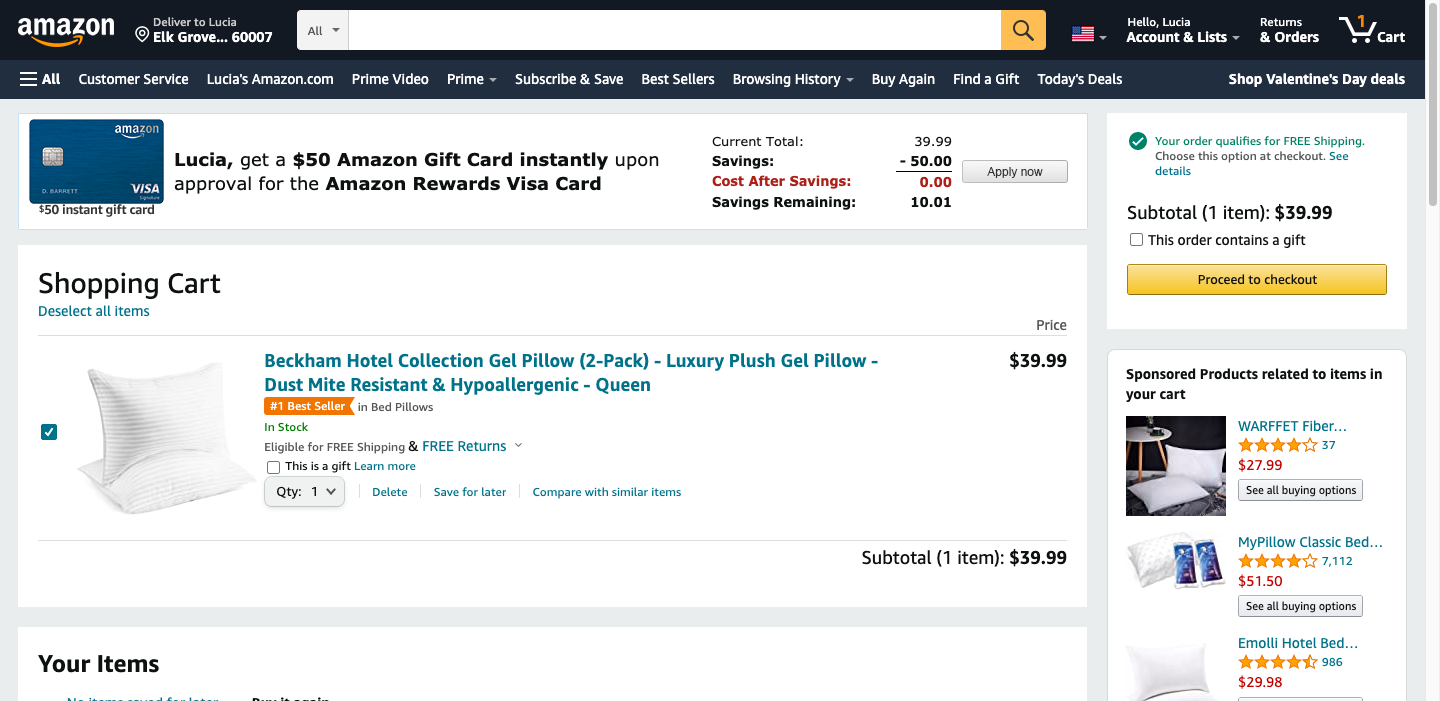 amazon
Deliver to Lucia
Elk Grove... 60007
All
Hello, Lucia
Account & Lists
Returns
& Orders
1
Cart
All
Customer Service
Lucia's Amazon.com
Prime Video
Prime
Subscribe & Save
Best Sellers
Browsing History
Buy Again
Find a Gift
Today's Deals
Shop Valentine's Day deals
amazon
D. BARRETT
VISA
Signature
$50 instant gift card
Lucia, get a $50 Amazon Gift Card instantly upon
approval for the Amazon Rewards Visa Card
Current Total: 39.99
Savings: - 50.00
Cost After Savings: 0.00
Savings Remaining: 10.01
Apply now
Your order qualifies for FREE Shipping.
Choose this option at checkout. See
details
Subtotal (1 item): $39.99
This order contains a gift
Proceed to checkout
Shopping Cart
Deselect all items
Price
Beckham Hotel Collection Gel Pillow (2-Pack) - Luxury Plush Gel Pillow -
Dust Mite Resistant & Hypoallergenic - Queen
$39.99
#1 Best Seller in Bed Pillows
In Stock
Eligible for FREE Shipping & FREE Returns
This is a gift Learn more
Qty: 1
Delete
Save for later
Compare with similar items
Subtotal (1 item): $39.99
Sponsored Products related to items in
your cart
WARFFET Fiber...
37
$27.99
See all buying options
MyPillow Classic Bed...
7,112
$51.50
See all buying options
Emolli Hotel Bed...
986
$29.98
Your Items
No items saved for later
Buy it again